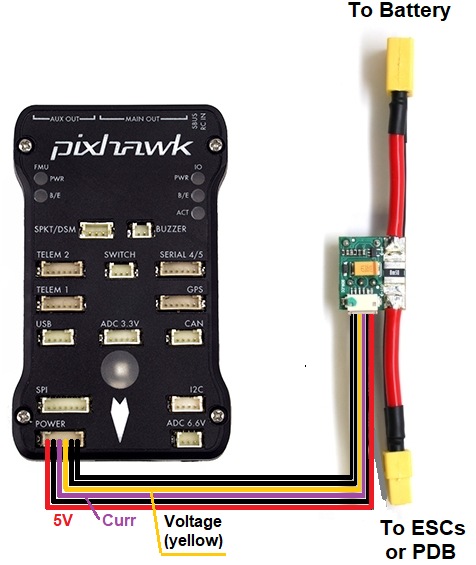 To Battery
AUX OUT
MAIN OUT
SBUS
RC IN
pixhawk
FMU
IO
PWR
PWR
B/E
B/E
ACT
SPKT/DSM
BUZZER
TELEM 2
SWITCH
SERIAL 4/5
TELEM 1
GPS
USB
ADC 3.3V
CAN
SPI
I2C
POWER
ADC 6.6V
5V
Curr
Voltage
(yellow)
To ESCs
or PDB